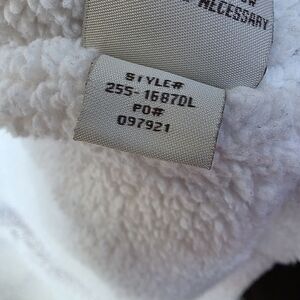 NECESSARY
STYLE#
255-1687DL
PO#
097921